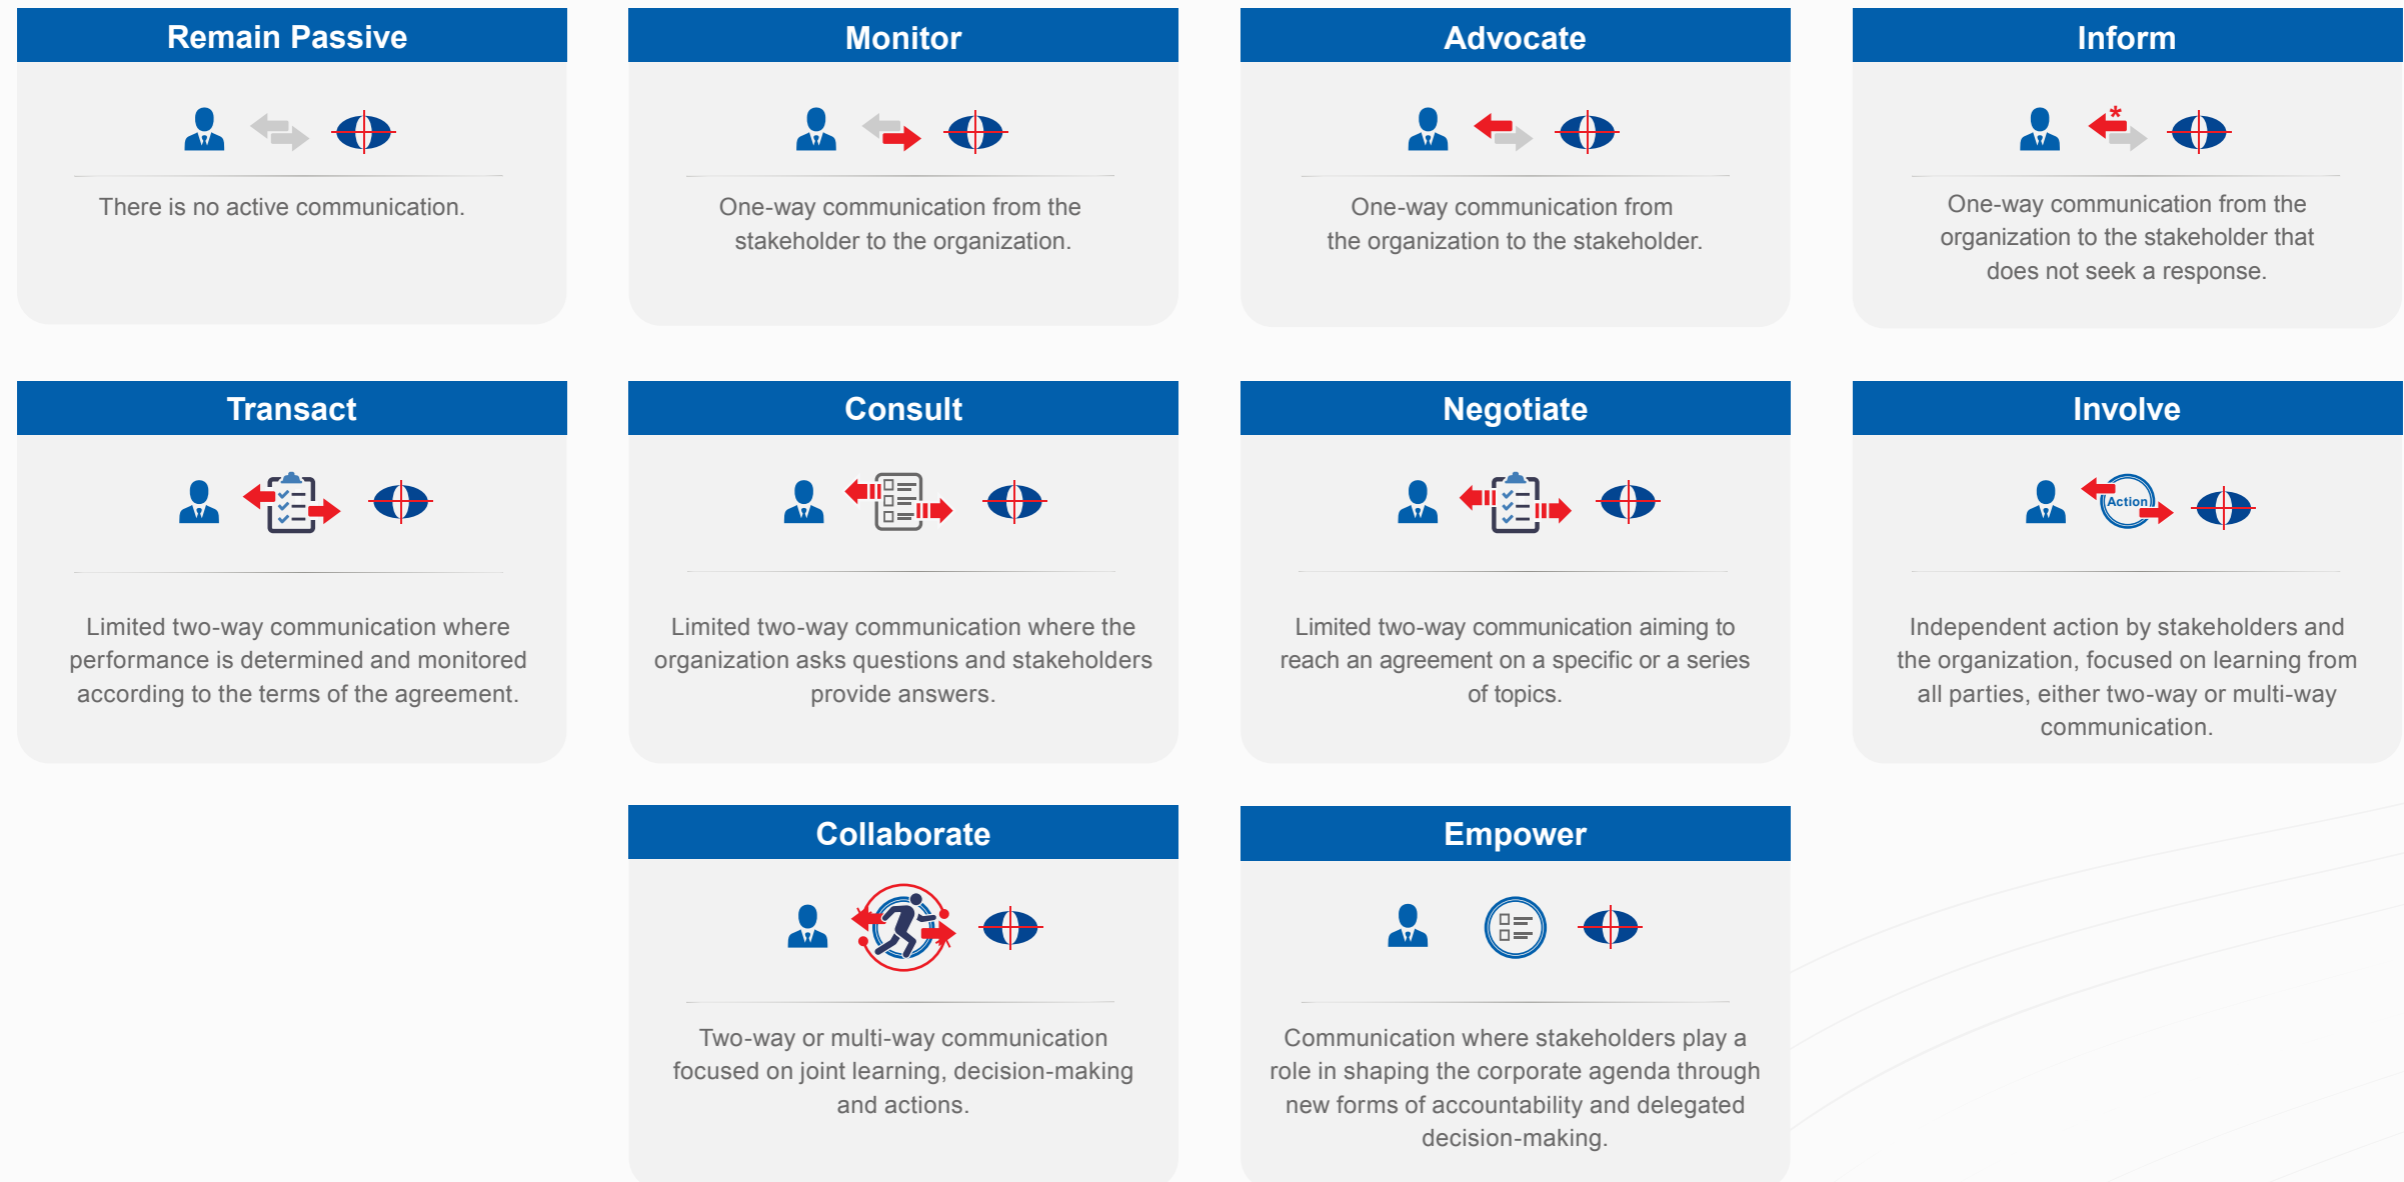 Remain Passive
There is no active communication.
Monitor
One-way communication from the
stakeholder to the organization.
Advocate
One-way communication from
the organization to the stakeholder.
Inform
*
One-way communication from the
organization to the stakeholder that
does not seek a response.
Transact
Limited two-way communication where
performance is determined and monitored
according to the terms of the agreement.
Consult
Limited two-way communication where the
organization asks questions and stakeholders
provide answers.
Negotiate
Limited two-way communication aiming to
reach an agreement on a specific or a series
of topics.
Involve
Action
Independent action by stakeholders and
the organization, focused on learning from
all parties, either two-way or multi-way
communication.
Collaborate
Two-way or multi-way communication
focused on joint learning, decision-making
and actions.
Empower
Communication where stakeholders play a
role in shaping the corporate agenda through
new forms of accountability and delegated
decision-making.